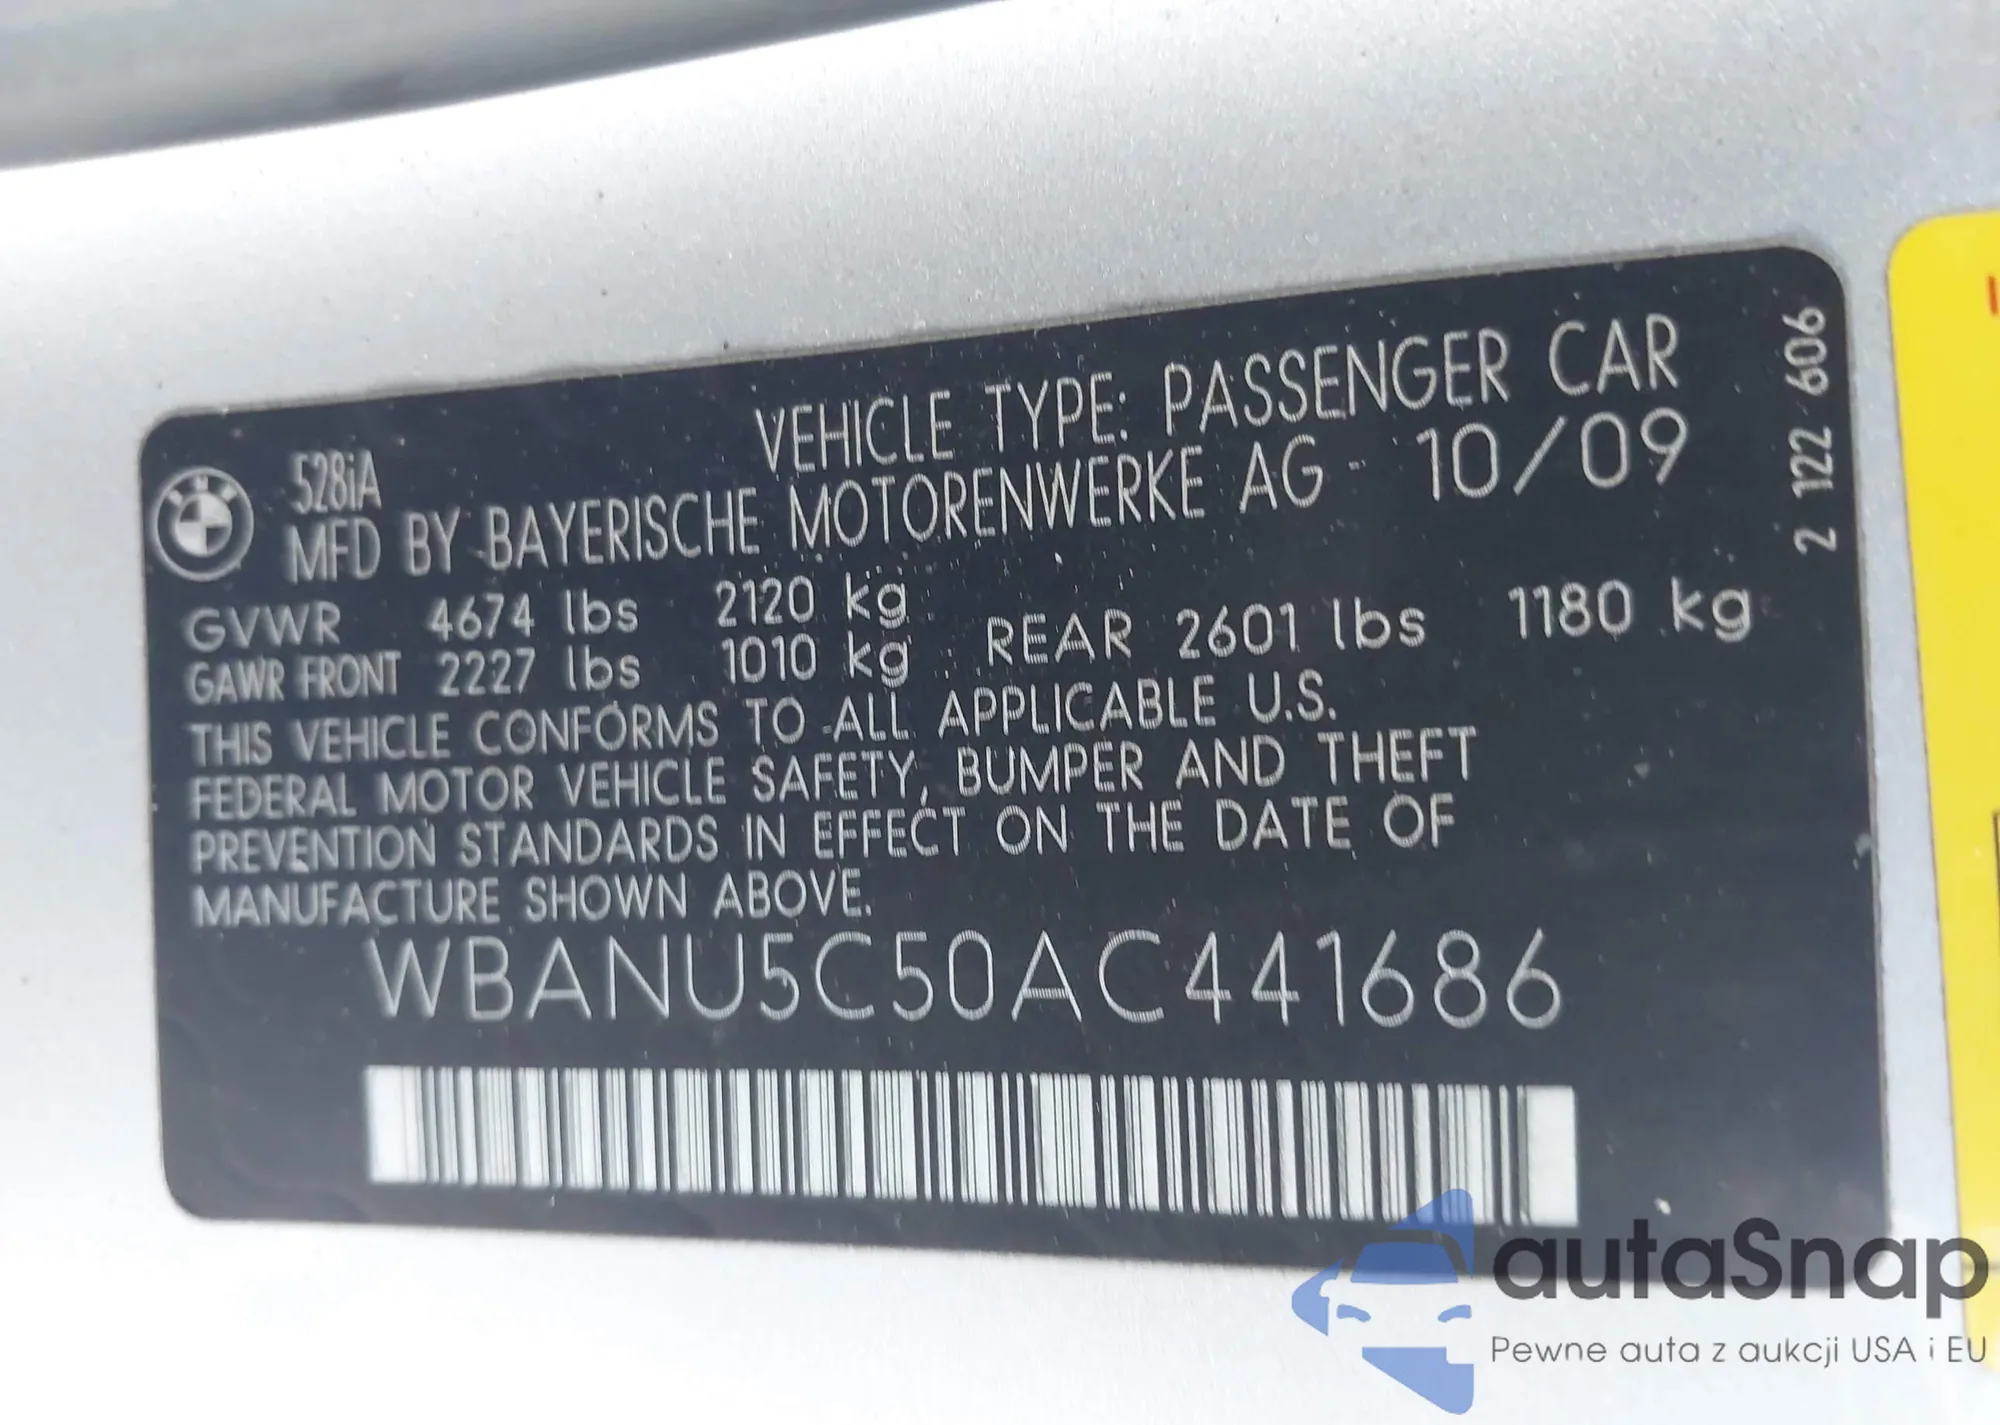 VEHICLE TYPE: PASSENGER CAR
528iA
MFD BY BAYERISCHE MOTORENWERKE AG 10/09
GVWR 4674 lbs 2120 kg
GAWR FRONT 2227 lbs 1010 kg REAR 2601 lbs 1180 kg
THIS VEHICLE CONFORMS TO ALL APPLICABLE U.S.
FEDERAL MOTOR VEHICLE SAFETY, BUMPER AND THEFT
PREVENTION STANDARDS IN EFFECT ON THE DATE OF
MANUFACTURE SHOWN ABOVE.
WBANU5C50AC441686
2 122 606
autaSnap
Pewne auta z aukcji USA i EU